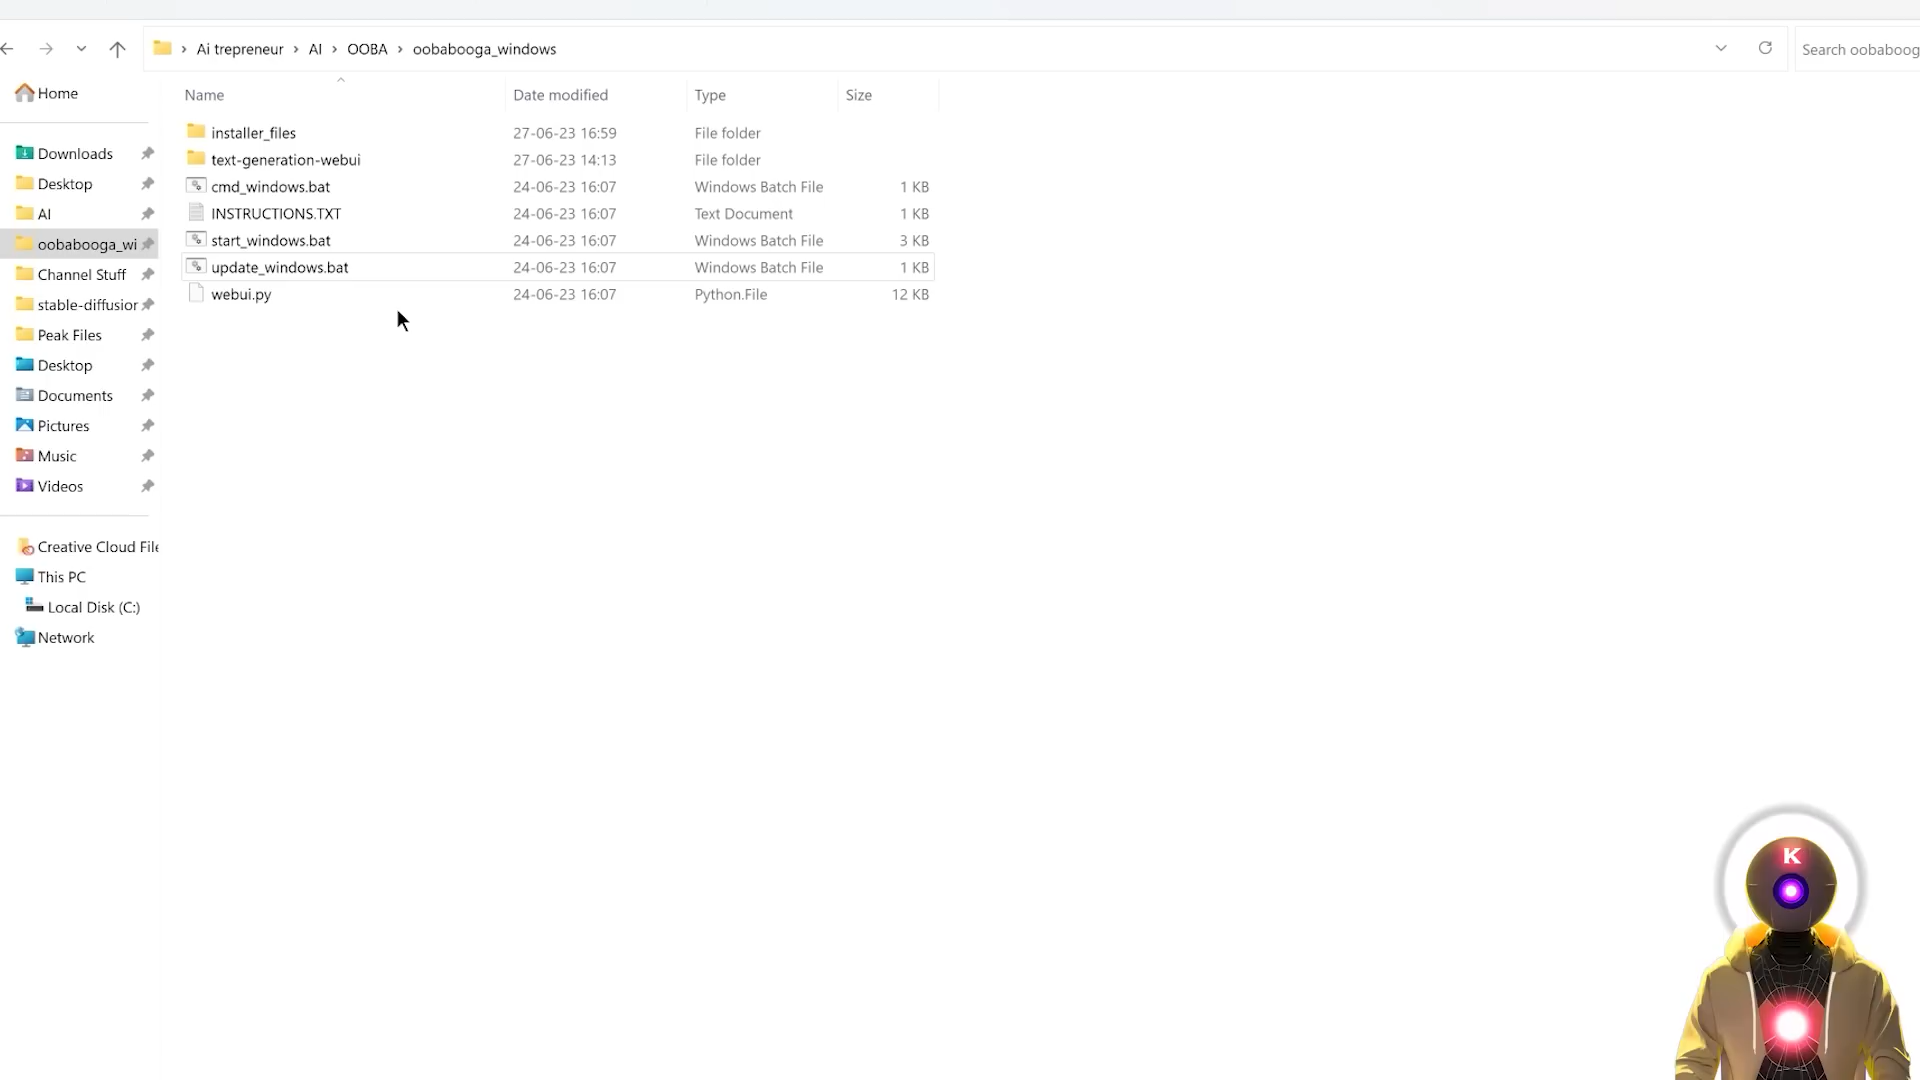 Ai trepreneur > AI > OOBA > oobabooga_windows
Search oobaboog
Name Date modified Type Size
installer_files 27-06-23 16:59 File folder
text-generation-webui 27-06-23 14:13 File folder
cmd_windows.bat 24-06-23 16:07 Windows Batch File 1 KB
INSTRUCTIONS.TXT 24-06-23 16:07 Text Document 1 KB
start_windows.bat 24-06-23 16:07 Windows Batch File 3 KB
update_windows.bat 24-06-23 16:07 Windows Batch File 1 KB
webui.py 24-06-23 16:07 Python.File 12 KB
Home
Downloads
Desktop
AI
oobabooga_wi
Channel Stuff
stable-diffusior
Peak Files
Desktop
Documents
Pictures
Music
Videos
Creative Cloud File
This PC
Local Disk (C:)
Network
K